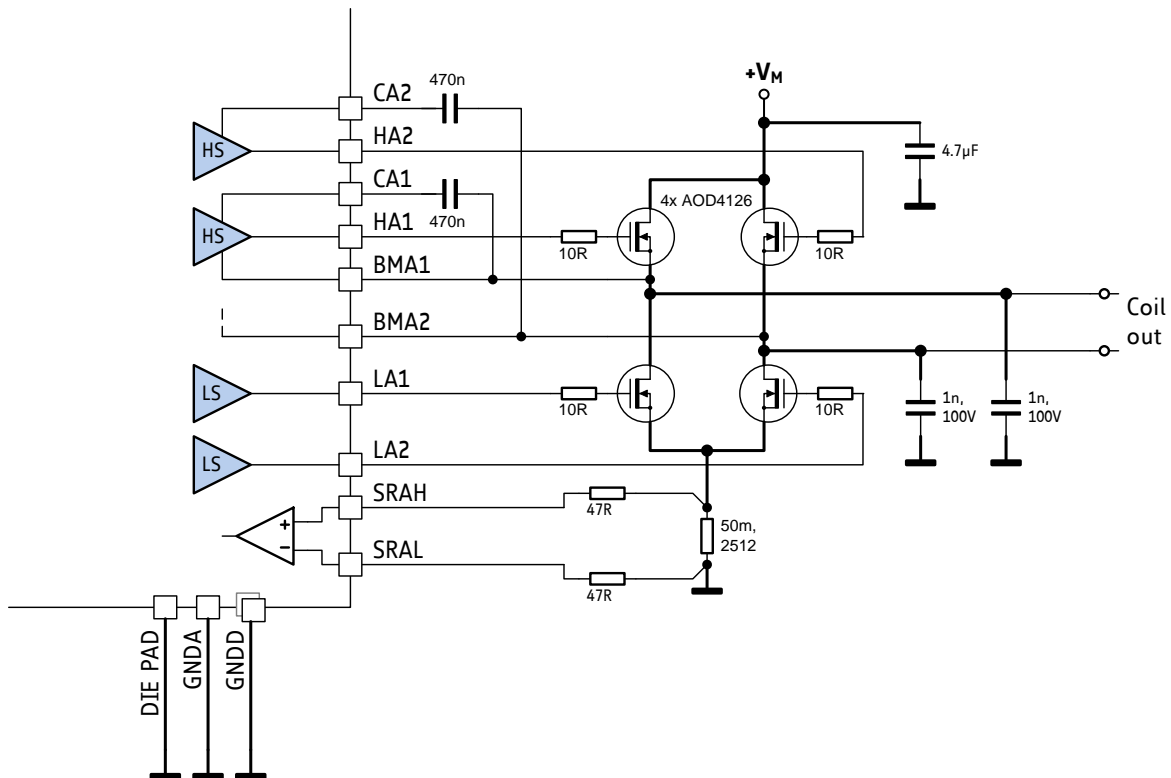 +VM
470n
CA2
HS
HA2
4.7µF
CA1
4x AOD4126
HS
470n
HA1
10R
10R
BMA1
Coil
out
BMA2
LS
LA1
10R
10R
1n,
100V
1n,
100V
LS
LA2
SRAH
47R
+
50m,
2512
−
SRAL
47R
DIE PAD
GNDA
GNDD